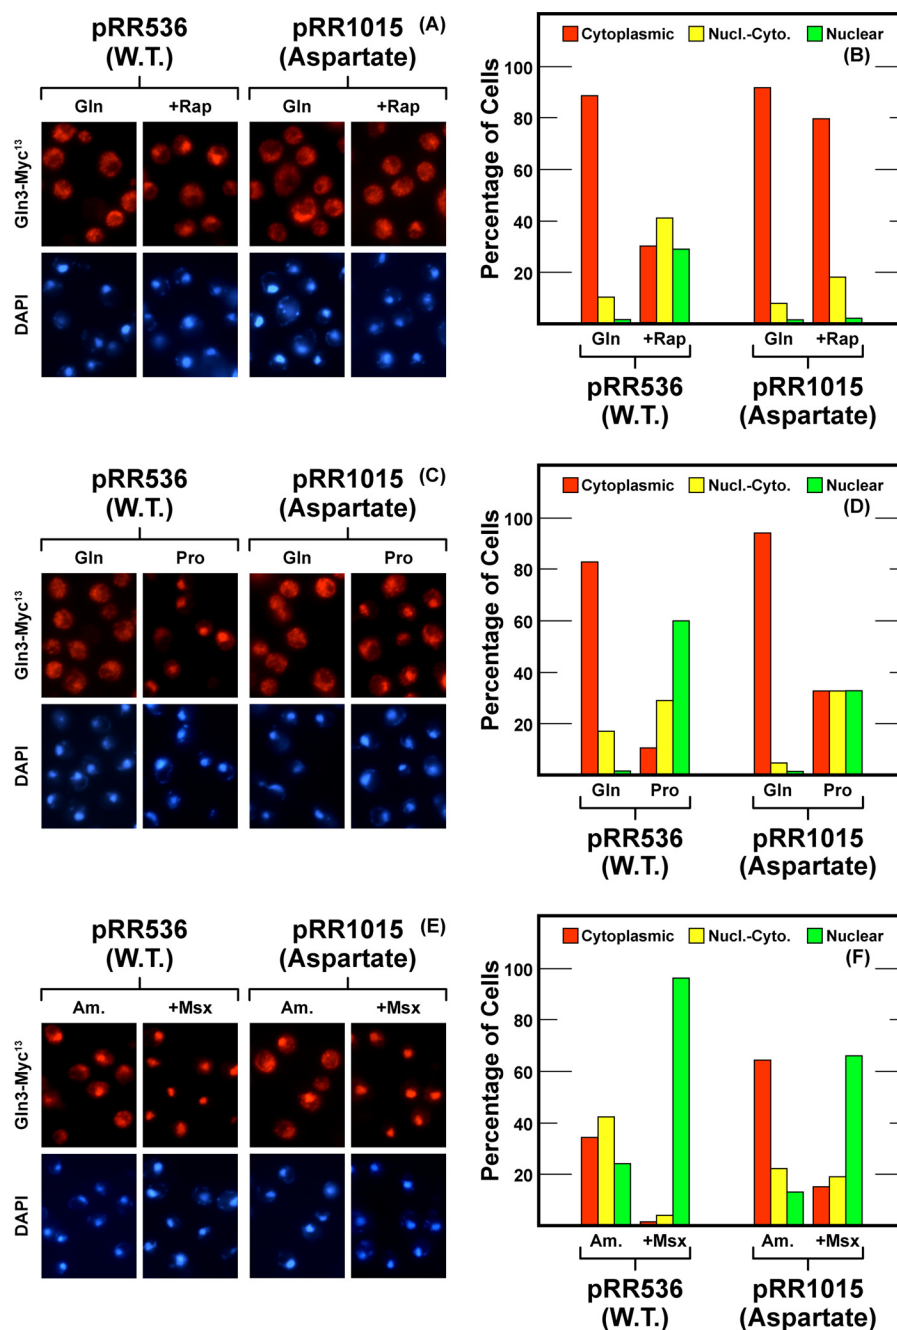 pRR536 pRR1015 (A)
(W.T.) (Aspartate)
Gln +Rap Gln +Rap
Gln3-Myc¹³
DAPI
Cytoplasmic Nucl.-Cyto. Nuclear
(B)
Percentage of Cells
100
80
60
40
20
Gln +Rap Gln +Rap
pRR536 pRR1015
(W.T.) (Aspartate)
pRR536 pRR1015 (C)
(W.T.) (Aspartate)
Gln Pro Gln Pro
Gln3-Myc¹³
DAPI
Cytoplasmic Nucl.-Cyto. Nuclear
(D)
Percentage of Cells
100
80
60
40
20
Gln Pro Gln Pro
pRR536 pRR1015
(W.T.) (Aspartate)
pRR536 pRR1015 (E)
(W.T.) (Aspartate)
Am. +Msx Am. +Msx
Gln3-Myc¹³
DAPI
Cytoplasmic Nucl.-Cyto. Nuclear
(F)
Percentage of Cells
100
80
60
40
20
Am. +Msx Am. +Msx
pRR536 pRR1015
(W.T.) (Aspartate)